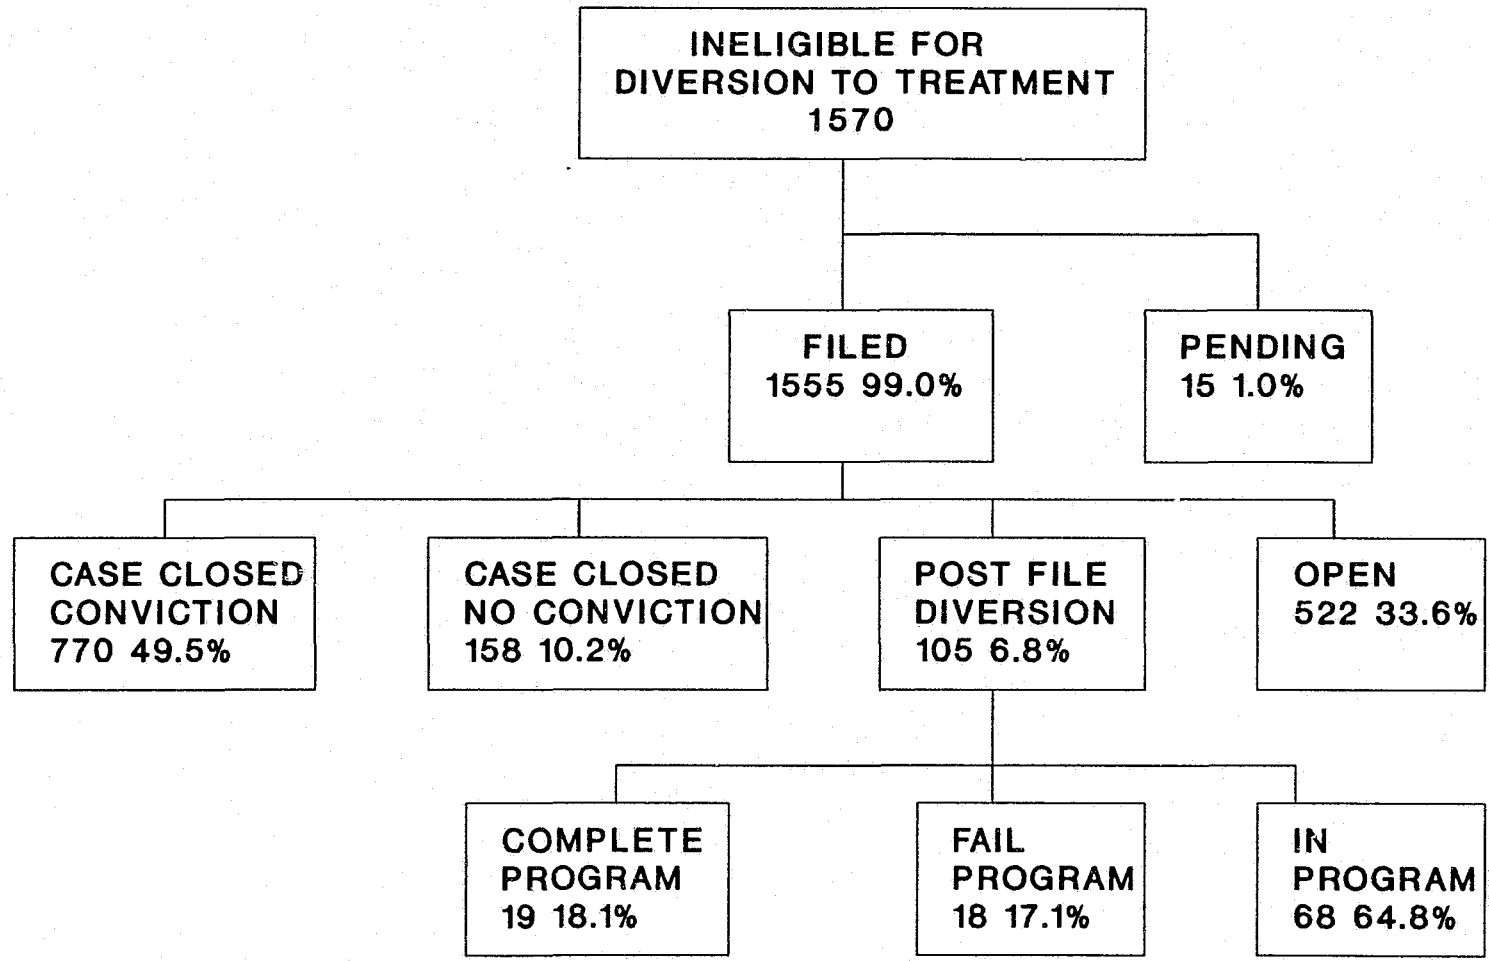 INELIGIBLE FOR
DIVERSION TO TREATMENT
1570
FILED
1555 99.0%
PENDING
15 1.0%
CASE CLOSED
CONVICTION
770 49.5%
CASE CLOSED
NO CONVICTION
158 10.2%
POST FILE
DIVERSION
105 6.8%
OPEN
522 33.6%
COMPLETE
PROGRAM
19 18.1%
FAIL
PROGRAM
18 17.1%
IN
PROGRAM
68 64.8%